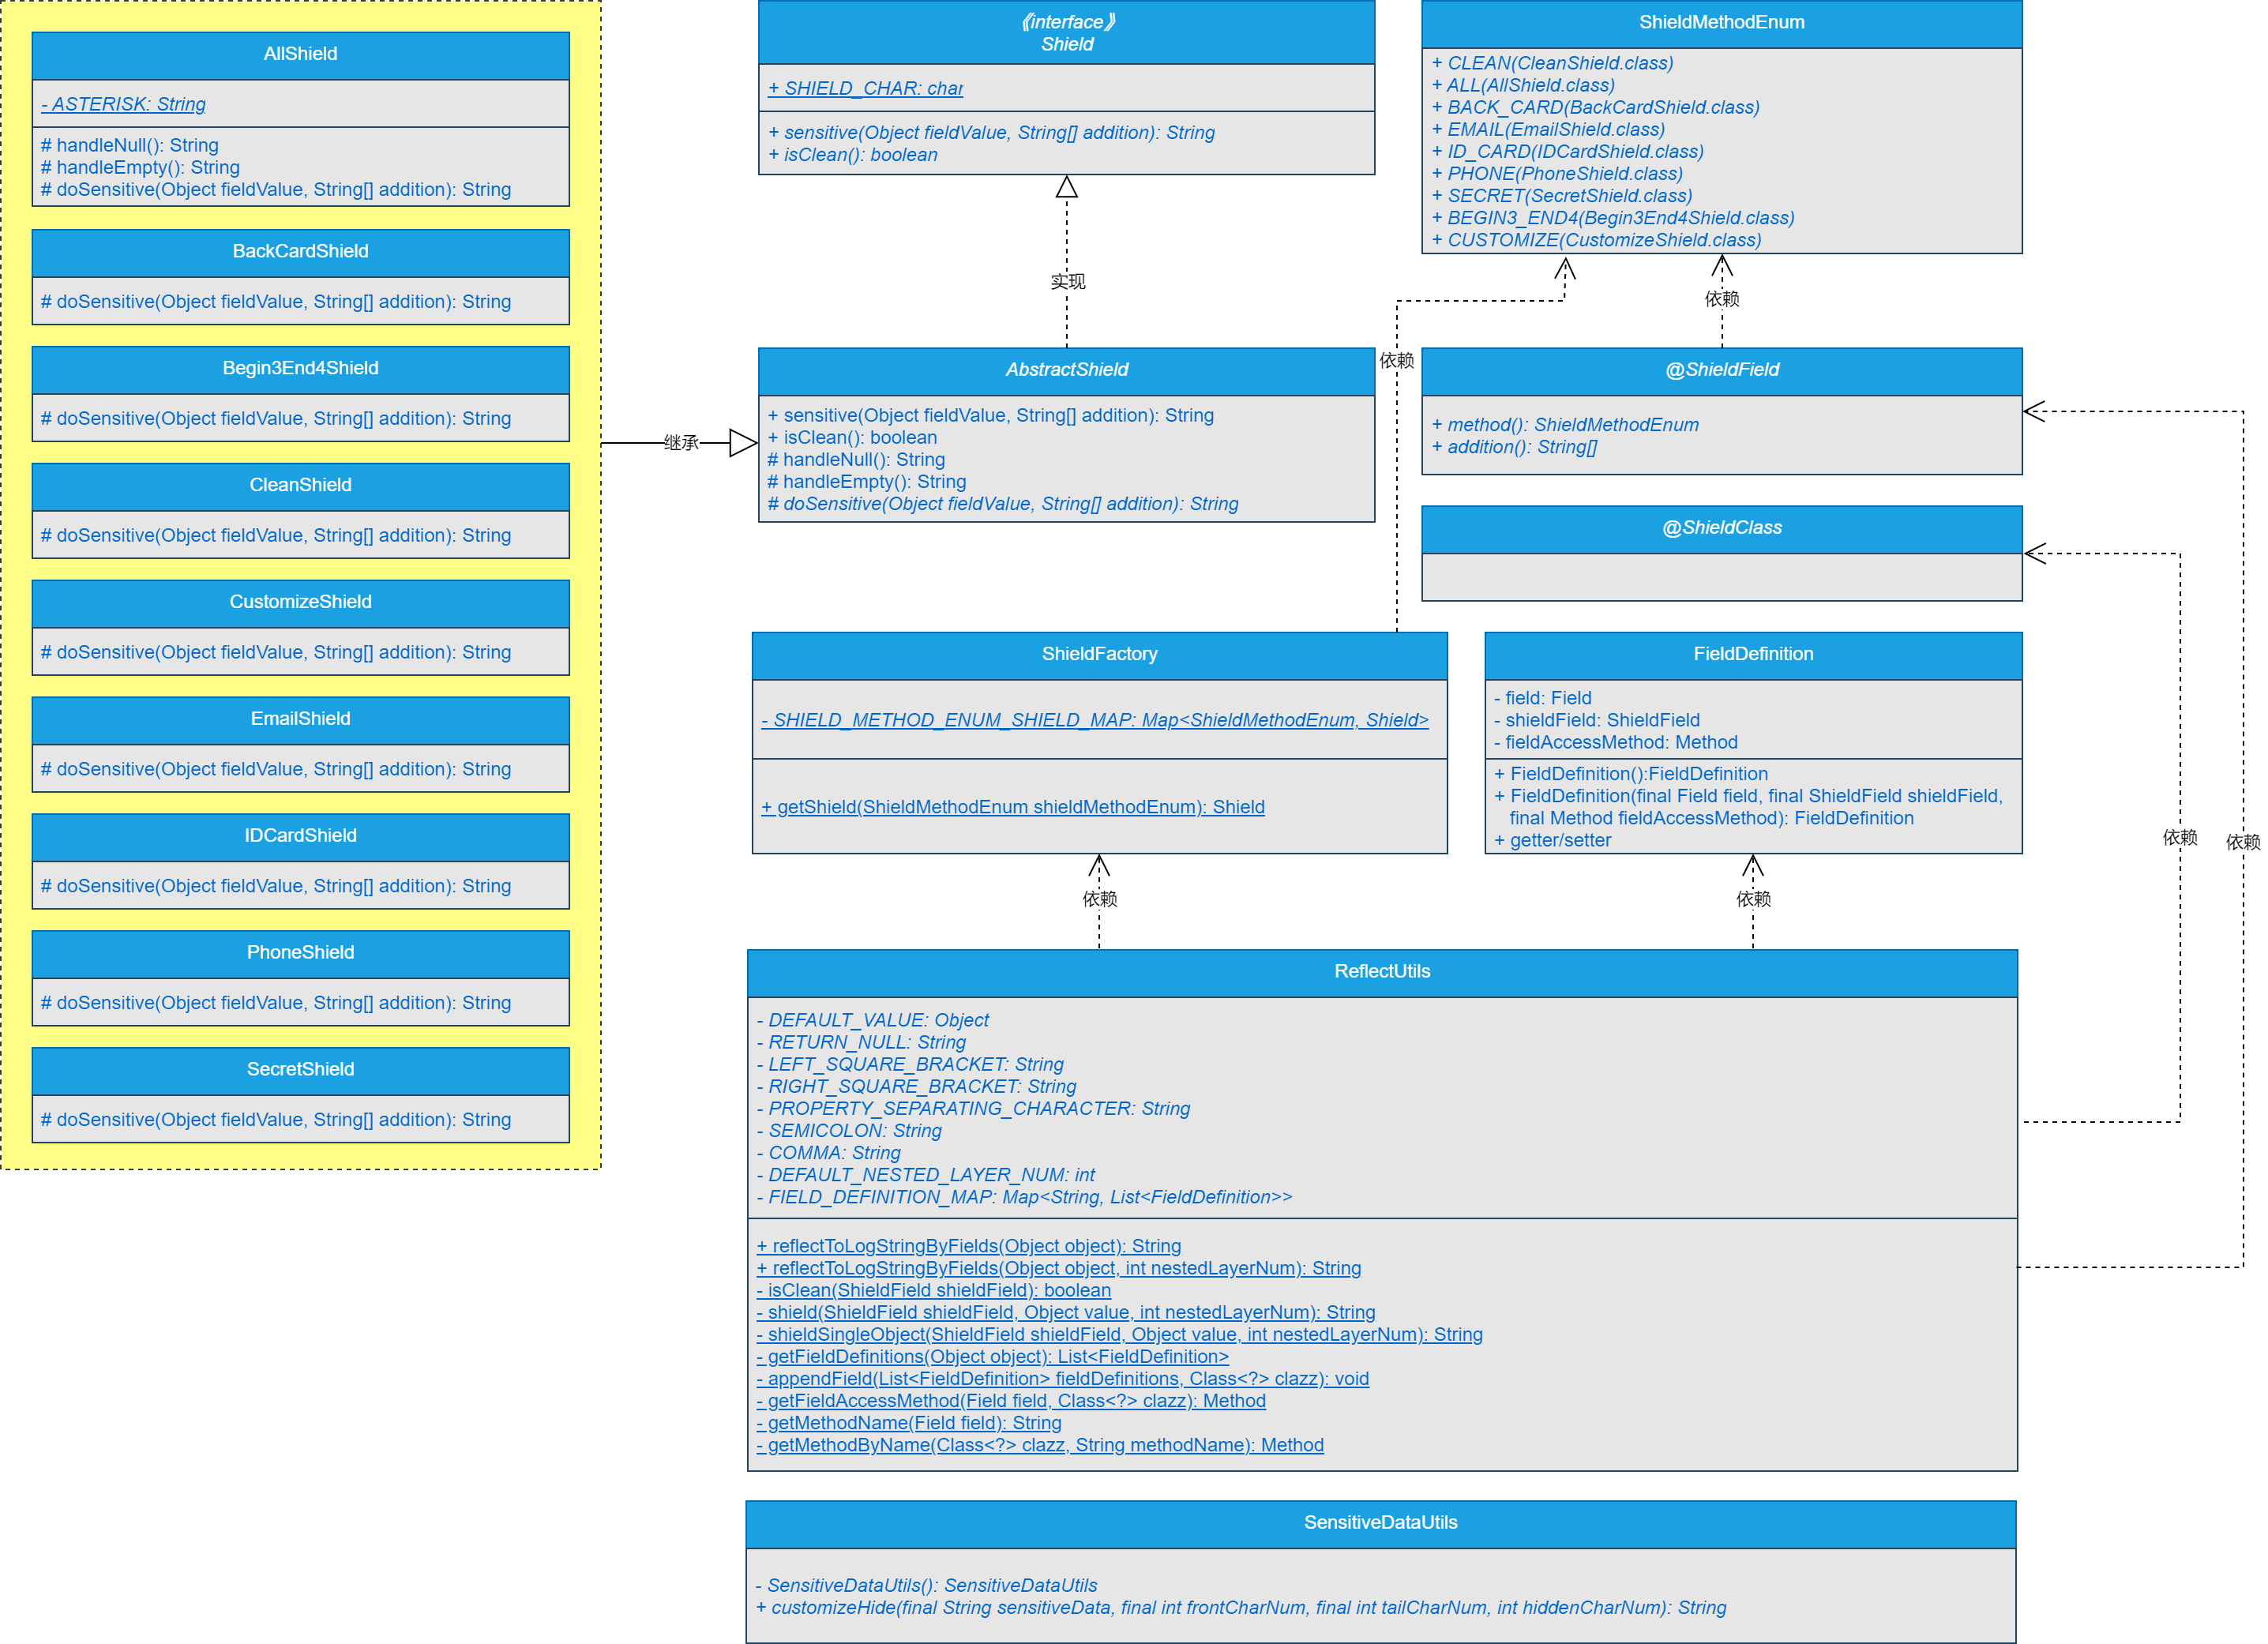 AllShield
- ASTERISK: String
# handleNull(): String
# handleEmpty(): String
# doSensitive(Object fieldValue, String[] addition): String
BackCardShield
# doSensitive(Object fieldValue, String[] addition): String
Begin3End4Shield
# doSensitive(Object fieldValue, String[] addition): String
CleanShield
# doSensitive(Object fieldValue, String[] addition): String
CustomizeShield
# doSensitive(Object fieldValue, String[] addition): String
EmailShield
# doSensitive(Object fieldValue, String[] addition): String
IDCardShield
# doSensitive(Object fieldValue, String[] addition): String
PhoneShield
# doSensitive(Object fieldValue, String[] addition): String
SecretShield
# doSensitive(Object fieldValue, String[] addition): String
继承
《interface》
Shield
+ SHIELD_CHAR: char
+ sensitive(Object fieldValue, String[] addition): String
+ isClean(): boolean
实现
AbstractShield
+ sensitive(Object fieldValue, String[] addition): String
+ isClean(): boolean
# handleNull(): String
# handleEmpty(): String
# doSensitive(Object fieldValue, String[] addition): String
ShieldMethodEnum
+ CLEAN(CleanShield.class)
+ ALL(AllShield.class)
+ BACK_CARD(BackCardShield.class)
+ EMAIL(EmailShield.class)
+ ID_CARD(IDCardShield.class)
+ PHONE(PhoneShield.class)
+ SECRET(SecretShield.class)
+ BEGIN3_END4(Begin3End4Shield.class)
+ CUSTOMIZE(CustomizeShield.class)
依赖
依赖
@ShieldField
+ method(): ShieldMethodEnum
+ addition(): String[]
@ShieldClass
ShieldFactory
- SHIELD_METHOD_ENUM_SHIELD_MAP: Map<ShieldMethodEnum, Shield>
+ getShield(ShieldMethodEnum shieldMethodEnum): Shield
FieldDefinition
- field: Field
- shieldField: ShieldField
- fieldAccessMethod: Method
+ FieldDefinition():FieldDefinition
+ FieldDefinition(final Field field, final ShieldField shieldField,
final Method fieldAccessMethod): FieldDefinition
+ getter/setter
依赖
依赖
依赖
依赖
ReflectUtils
- DEFAULT_VALUE: Object
- RETURN_NULL: String
- LEFT_SQUARE_BRACKET: String
- RIGHT_SQUARE_BRACKET: String
- PROPERTY_SEPARATING_CHARACTER: String
- SEMICOLON: String
- COMMA: String
- DEFAULT_NESTED_LAYER_NUM: int
- FIELD_DEFINITION_MAP: Map<String, List<FieldDefinition>>
+ reflectToLogStringByFields(Object object): String
+ reflectToLogStringByFields(Object object, int nestedLayerNum): String
- isClean(ShieldField shieldField): boolean
- shield(ShieldField shieldField, Object value, int nestedLayerNum): String
- shieldSingleObject(ShieldField shieldField, Object value, int nestedLayerNum): String
- getFieldDefinitions(Object object): List<FieldDefinition>
- appendField(List<FieldDefinition> fieldDefinitions, Class<?> clazz): void
- getFieldAccessMethod(Field field, Class<?> clazz): Method
- getMethodName(Field field): String
- getMethodByName(Class<?> clazz, String methodName): Method
SensitiveDataUtils
- SensitiveDataUtils(): SensitiveDataUtils
+ customizeHide(final String sensitiveData, final int frontCharNum, final int tailCharNum, int hiddenCharNum): String